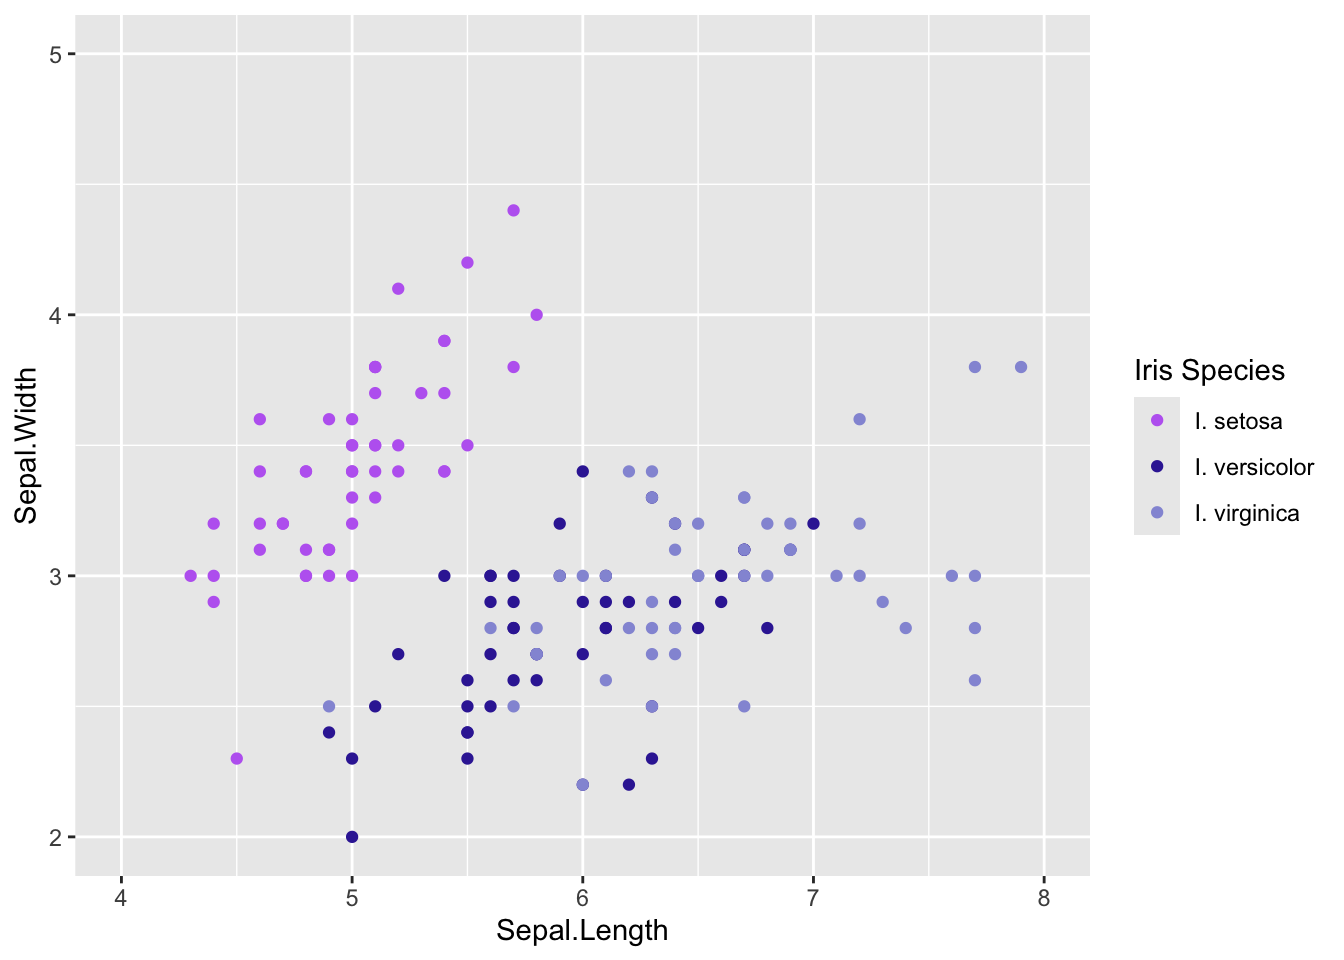 5
4
3
2
Sepal.Width
4 5 6 7 8
Sepal.Length
Iris Species
I. setosa
I. versicolor
I. virginica